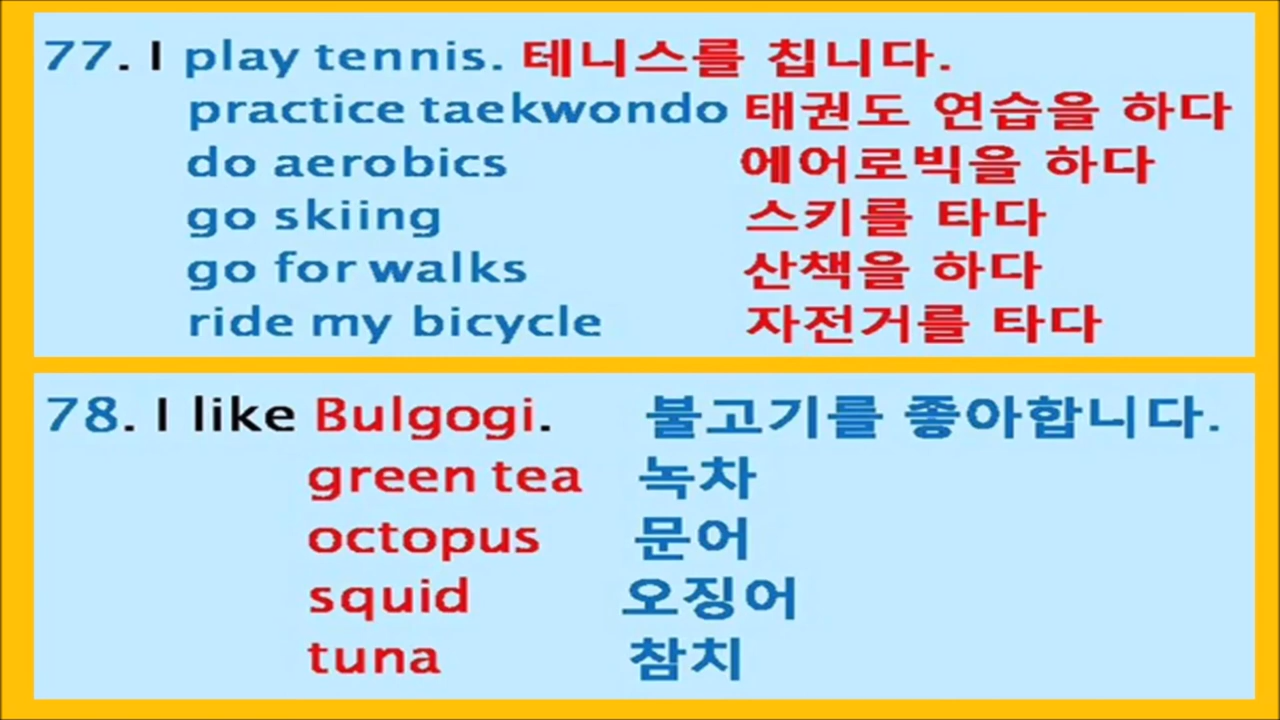 77. I play tennis. 테니스를 칩니다.
practice taekwondo 태권도 연습을 하다
do aerobics 에어로빅을 하다
go skiing 스키를 타다
go for walks 산책을 하다
ride my bicycle 자전거를 타다
78. I like Bulgogi. 불고기를 좋아합니다.
green tea 녹차
octopus 문어
squid 오징어
tuna 참치